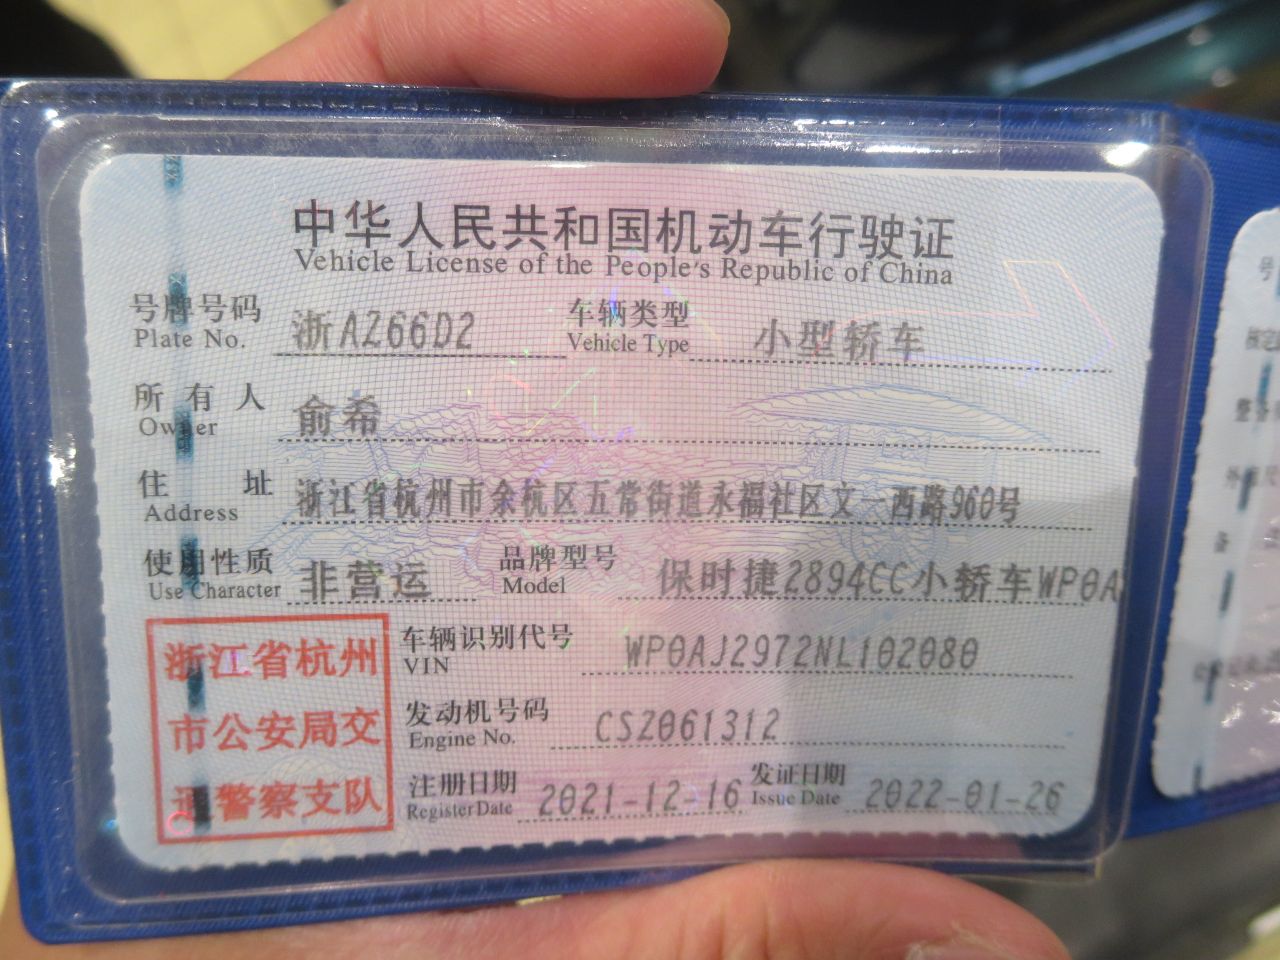 中华人民共和国机动车行驶证
Vehicle License of the People's Republic of China
号牌号码 浙AZ66D2 车辆类型 小型轿车
Plate No. Vehicle Type
所有人 俞希
Owner
住址 浙江省杭州市余杭区五常街道永福社区文一西路960号
Address
使用性质 非营运 品牌型号 保时捷2894CC小轿车WP0A
Use Character Model
浙江省杭州
市公安局交
通警察支队
车辆识别代号 WP0AJ2972NL102080
VIN
发动机号码 CSZ061312
Engine No.
注册日期 2021-12-16 发证日期 2022-01-26
Register Date Issue Date
号